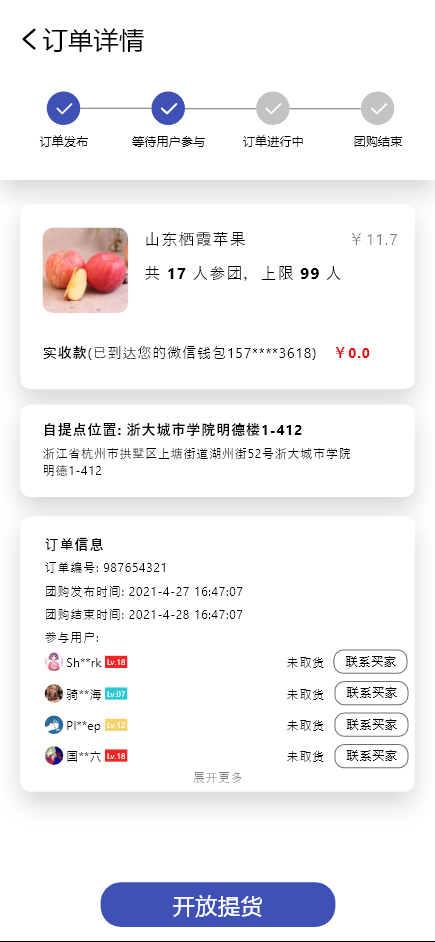 订单详情
订单发布 等待用户参与 订单进行中 团购结束
山东栖霞苹果 ￥11.7
共 17 人参团，上限 99 人
实收款(已到达您的微信钱包157****3618) ￥0.0
自提点位置: 浙大城市学院明德楼1-412
浙江省杭州市拱墅区上塘街道湖州街52号浙大城市学院
明德1-412
订单信息
订单编号: 987654321
团购发布时间: 2021-4-27 16:47:07
团购结束时间: 2021-4-28 16:47:07
参与用户:
Sh**rk Lv.18 未取货 联系买家
骑**海 Lv.07 未取货 联系买家
Pl**ep Lv.12 未取货 联系买家
国**六 Lv.18 未取货 联系买家
展开更多
开放提货